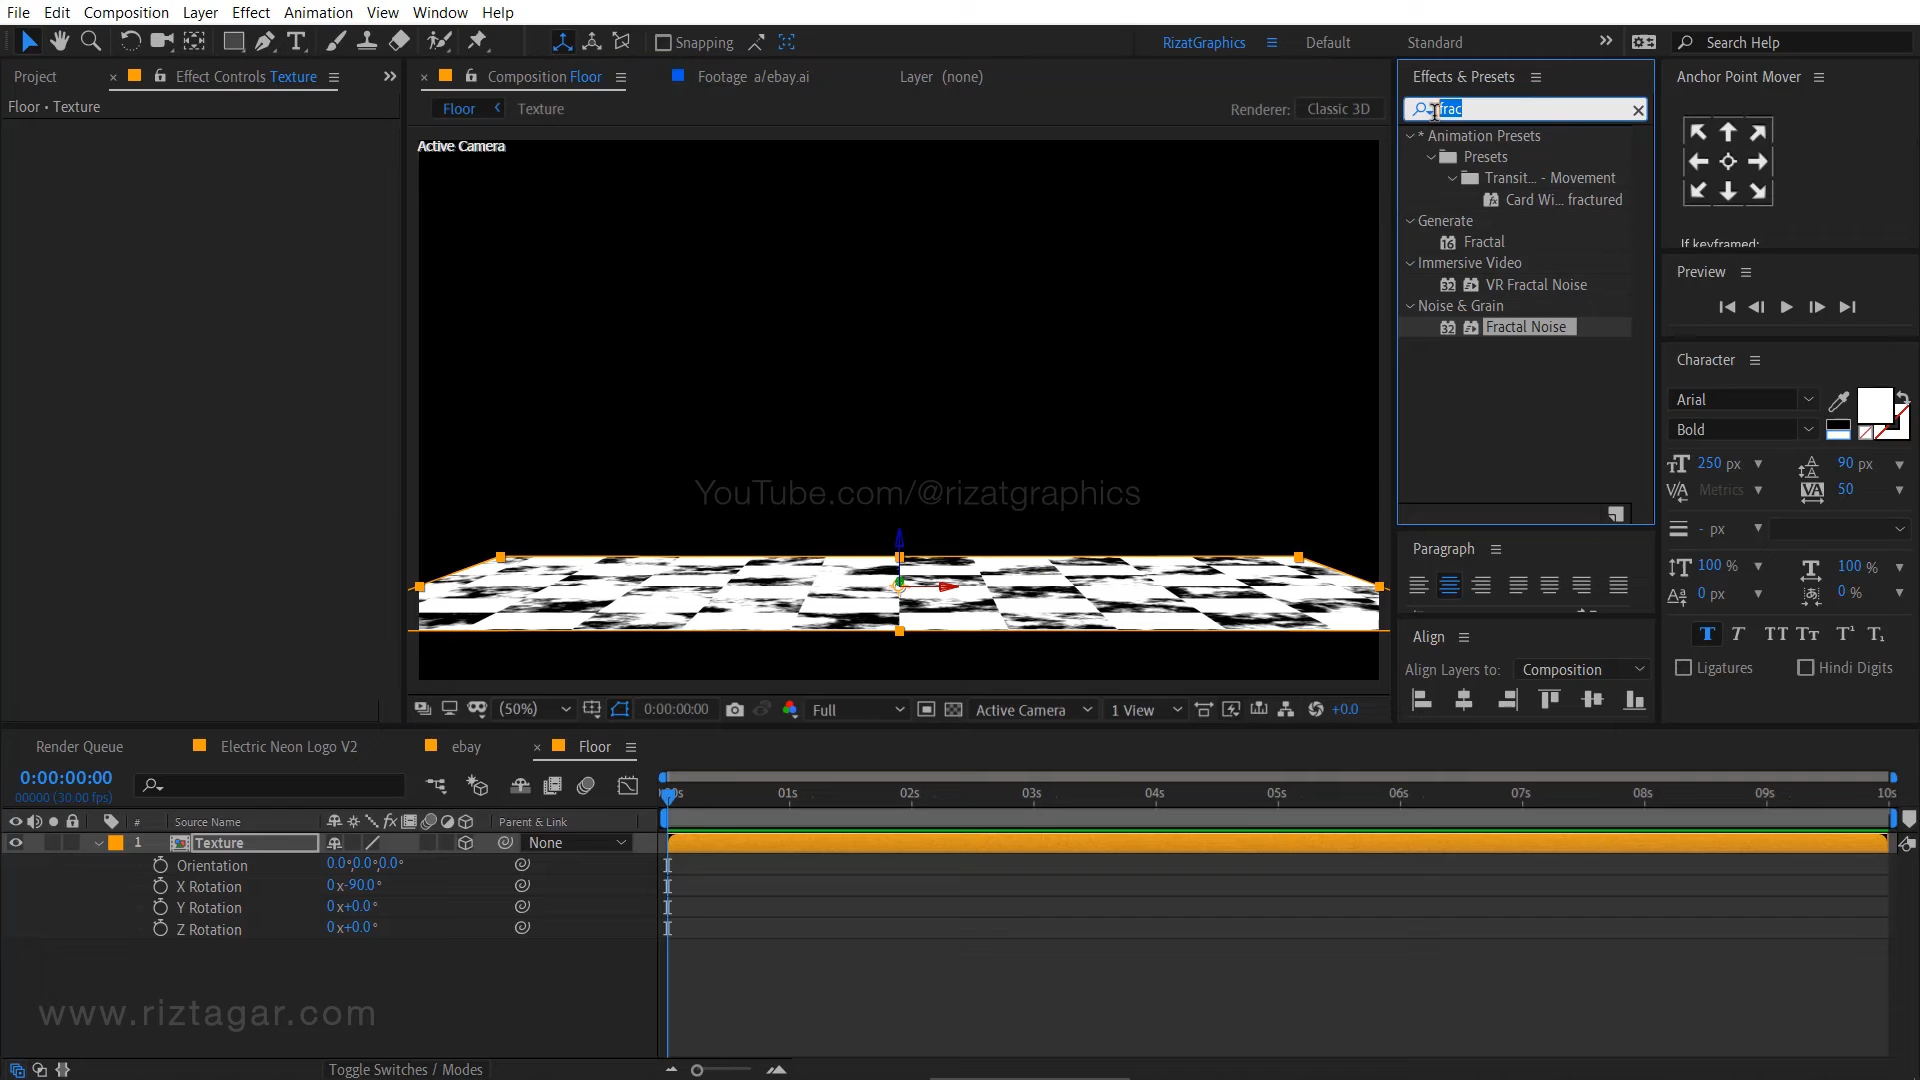 File Edit Composition Layer Effect Animation View Window Help
Snapping
RizatGraphics Default Standard Search Help
Project Effect Controls Texture
Floor • Texture
Composition Floor Footage a/ebay.ai Layer (none)
Floor Texture Renderer: Classic 3D
Active Camera
YouTube.com/@rizatgraphics
Effects & Presets
frac
* Animation Presets
Presets
Transit... - Movement
Card Wi... fractured
Generate
16 Fractal
Immersive Video
32 VR Fractal Noise
Noise & Grain
32 Fractal Noise
Anchor Point Mover
If keyframed:
Preview
Character
Arial
Bold
250 px 90 px
Metrics 50
- px
100 % 100 %
0 px 0 %
T T TT Tt T¹ T₁
Ligatures Hindi Digits
Paragraph
Align
Align Layers to: Composition
(50%) 0:00:00:00 Full Active Camera 1 View +0.0
Render Queue Electric Neon Logo V2 ebay Floor
0:00:00:00
00000 (30.00 fps)
# Source Name Parent & Link
1 Texture None
Orientation 0.0°,0.0°,0.0°
X Rotation 0x-90.0°
Y Rotation 0x+0.0°
Z Rotation 0x+0.0°
01s 02s 03s 04s 05s 06s 07s 08s 09s 10s
www.riztagar.com
Toggle Switches / Modes